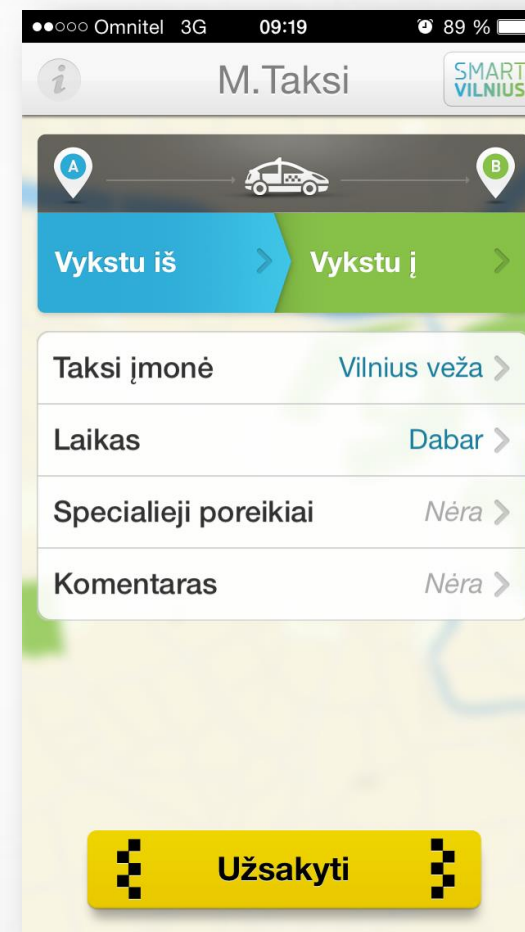 Omnitel 3G 09:19 89 %
M.Taksi
SMART
VILNIUS
A
B
Vykstu iš
Vykstu į
Taksi įmonė Vilnius veža
Laikas Dabar
Specialieji poreikiai Nėra
Komentaras Nėra
Užsakyti